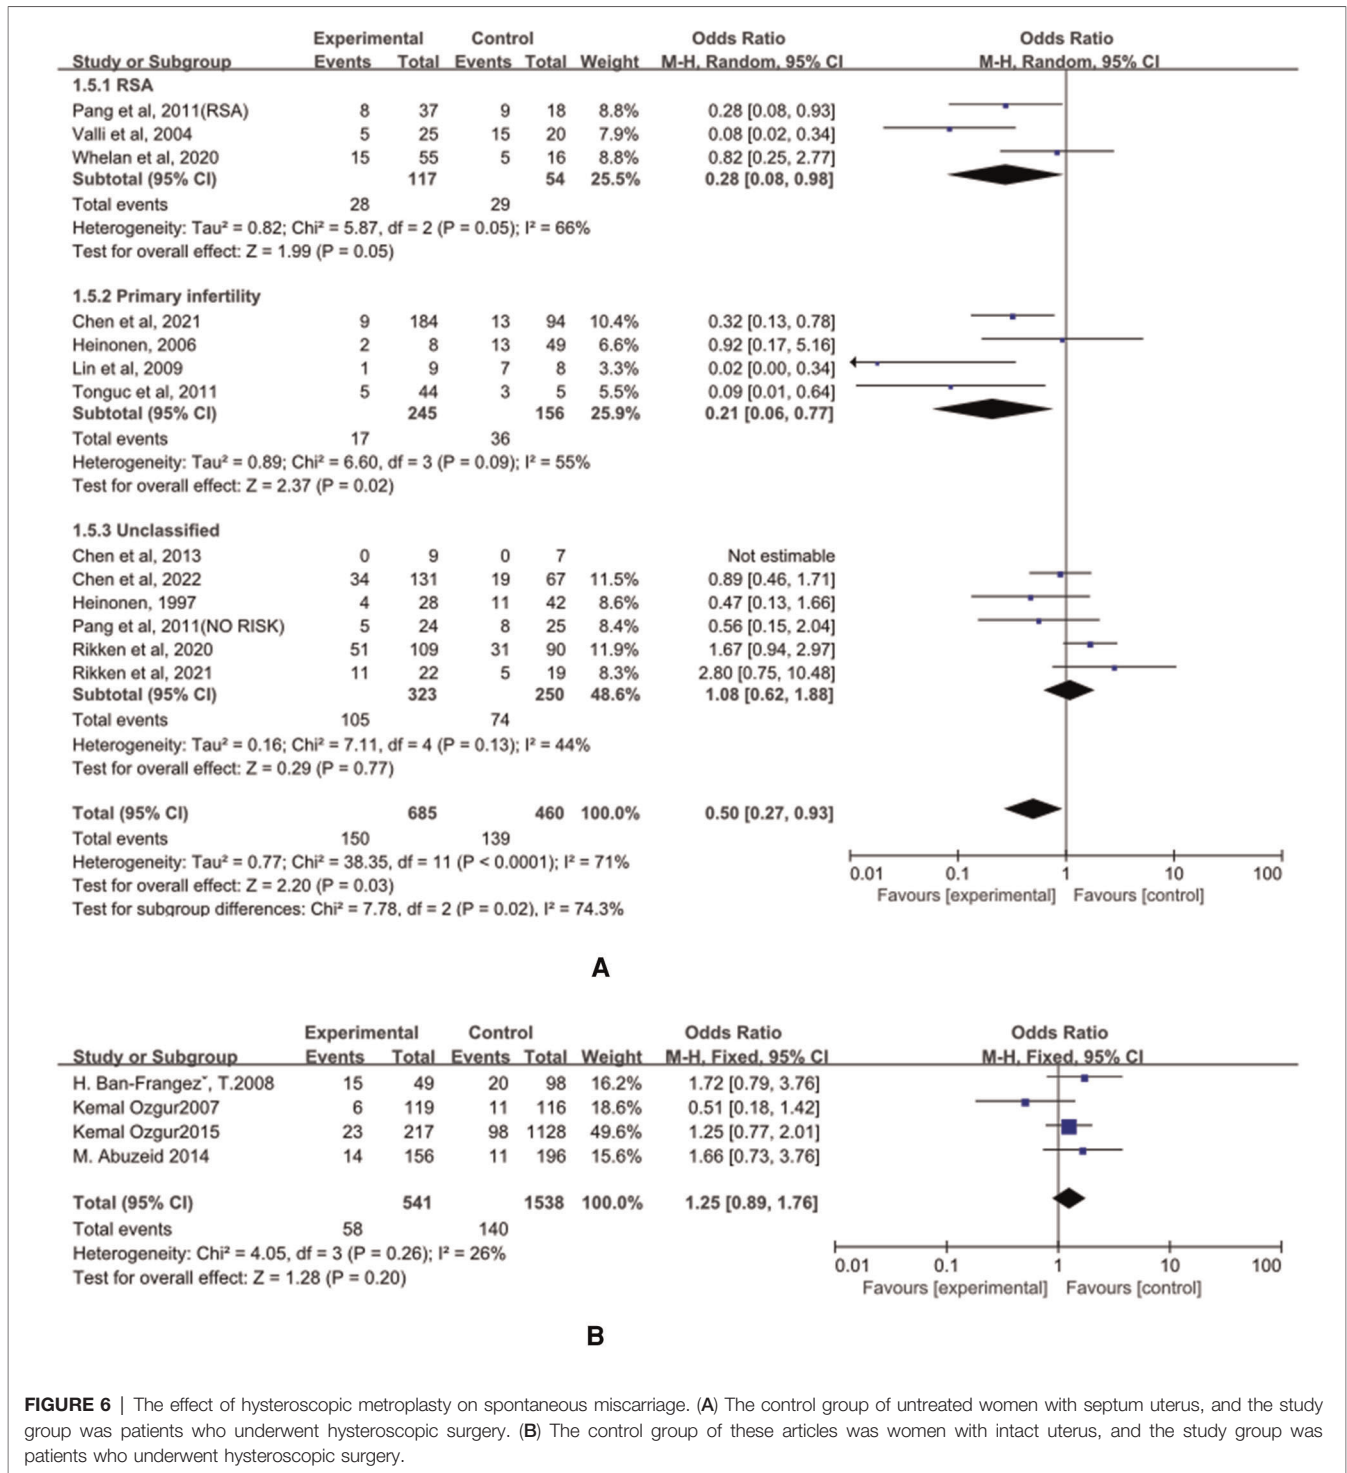 Experimental Control Odds Ratio Odds Ratio
Study or Subgroup Events Total Events Total Weight M-H, Random, 95% CI M-H, Random, 95% CI
1.5.1 RSA
Pang et al, 2011(RSA) 8 37 9 18 8.8% 0.28 [0.08, 0.93]
Valli et al, 2004 5 25 15 20 7.9% 0.08 [0.02, 0.34]
Whelan et al, 2020 15 55 5 16 8.8% 0.82 [0.25, 2.77]
Subtotal (95% CI) 117 54 25.5% 0.28 [0.08, 0.98]
Total events 28 29
Heterogeneity: Tau² = 0.82; Chi² = 5.87, df = 2 (P = 0.05); I² = 66%
Test for overall effect: Z = 1.99 (P = 0.05)
1.5.2 Primary infertility
Chen et al, 2021 9 184 13 94 10.4% 0.32 [0.13, 0.78]
Heinonen, 2006 2 8 13 49 6.6% 0.92 [0.17, 5.16]
Lin et al, 2009 1 9 7 8 3.3% 0.02 [0.00, 0.34]
Tonguc et al, 2011 5 44 3 5 5.5% 0.09 [0.01, 0.64]
Subtotal (95% CI) 245 156 25.9% 0.21 [0.06, 0.77]
Total events 17 36
Heterogeneity: Tau² = 0.89; Chi² = 6.60, df = 3 (P = 0.09); I² = 55%
Test for overall effect: Z = 2.37 (P = 0.02)
1.5.3 Unclassified
Chen et al, 2013 0 9 0 7 Not estimable
Chen et al, 2022 34 131 19 67 11.5% 0.89 [0.46, 1.71]
Heinonen, 1997 4 28 11 42 8.6% 0.47 [0.13, 1.66]
Pang et al, 2011(NO RISK) 5 24 8 25 8.4% 0.56 [0.15, 2.04]
Rikken et al, 2020 51 109 31 90 11.9% 1.67 [0.94, 2.97]
Rikken et al, 2021 11 22 5 19 8.3% 2.80 [0.75, 10.48]
Subtotal (95% CI) 323 250 48.6% 1.08 [0.62, 1.88]
Total events 105 74
Heterogeneity: Tau² = 0.16; Chi² = 7.11, df = 4 (P = 0.13); I² = 44%
Test for overall effect: Z = 0.29 (P = 0.77)
Total (95% CI) 685 460 100.0% 0.50 [0.27, 0.93]
Total events 150 139
Heterogeneity: Tau² = 0.77; Chi² = 38.35, df = 11 (P < 0.0001); I² = 71%
Test for overall effect: Z = 2.20 (P = 0.03)
Test for subgroup differences: Chi² = 7.78, df = 2 (P = 0.02), I² = 74.3%
0.01 0.1 1 10 100
Favours [experimental] Favours [control]
A
Experimental Control Odds Ratio Odds Ratio
Study or Subgroup Events Total Events Total Weight M-H, Fixed, 95% CI M-H, Fixed, 95% CI
H. Ban-Frangezˇ, T.2008 15 49 20 98 16.2% 1.72 [0.79, 3.76]
Kemal Ozgur2007 6 119 11 116 18.6% 0.51 [0.18, 1.42]
Kemal Ozgur2015 23 217 98 1128 49.6% 1.25 [0.77, 2.01]
M. Abuzeid 2014 14 156 11 196 15.6% 1.66 [0.73, 3.76]
Total (95% CI) 541 1538 100.0% 1.25 [0.89, 1.76]
Total events 58 140
Heterogeneity: Chi² = 4.05, df = 3 (P = 0.26); I² = 26%
Test for overall effect: Z = 1.28 (P = 0.20)
0.01 0.1 1 10 100
Favours [experimental] Favours [control]
B
FIGURE 6 | The effect of hysteroscopic metroplasty on spontaneous miscarriage. (A) The control group of untreated women with septum uterus, and the study
group was patients who underwent hysteroscopic surgery. (B) The control group of these articles was women with intact uterus, and the study group was
patients who underwent hysteroscopic surgery.